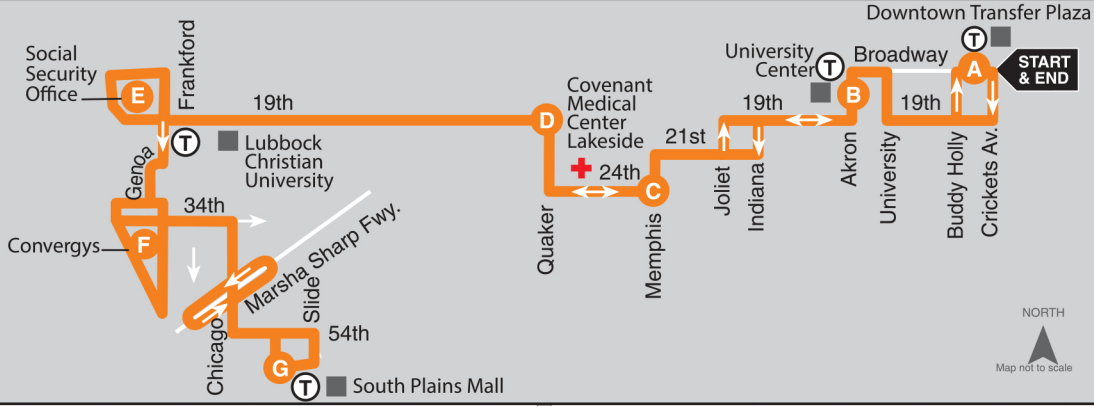 Downtown Transfer Plaza
T
A
START
& END
University
Center
T
Broadway
B
19th
19th
Social
Security
Office
E
Frankford
19th
D
Covenant
Medical
Center
Lakeside
24th
C
21st
Joliet
Indiana
Akron
University
Buddy Holly
Crickets Av.
T
Lubbock
Christian
University
Genoa
34th
Quaker
Memphis
Convergys
F
Marsha Sharp Fwy.
Slide
Chicago
54th
G
T
South Plains Mall
NORTH
Map not to scale